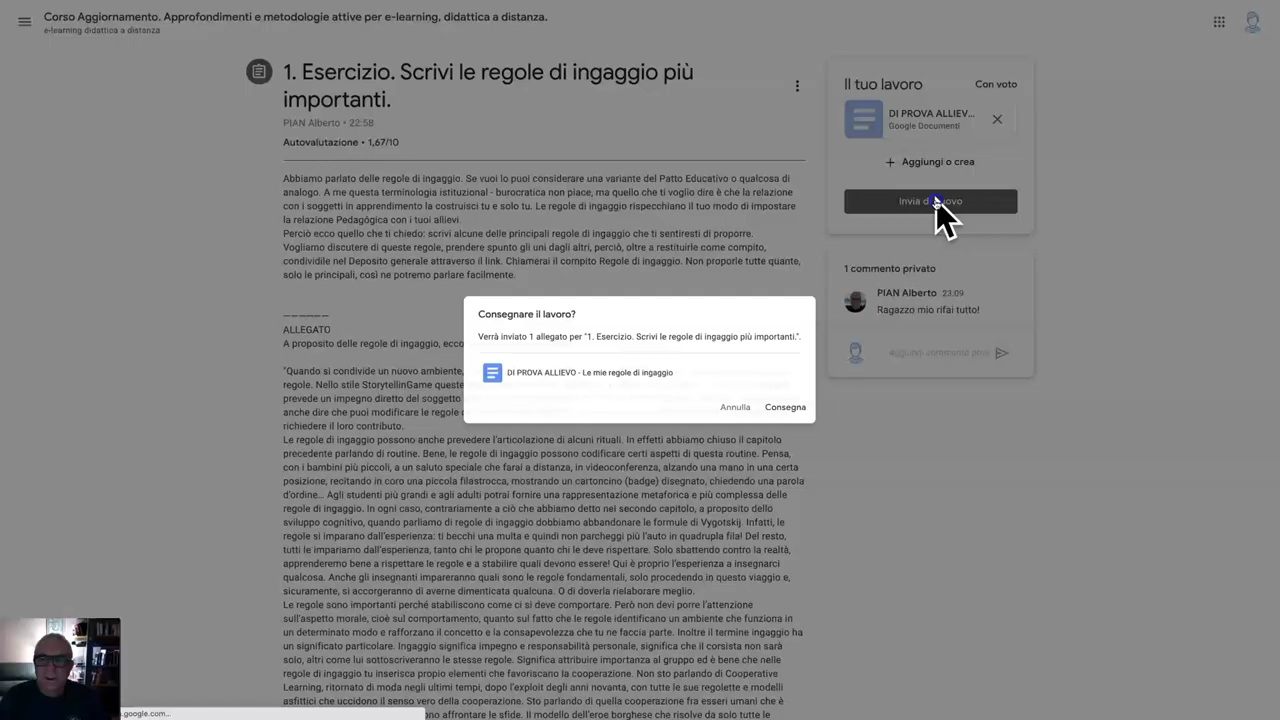 Corso Aggiornamento. Approfondimenti e metodologie attive per e-learning, didattica a distanza.
e-learning didattica a distanza
1. Esercizio. Scrivi le regole di ingaggio più
importanti.
PIAN Alberto • 22:58
Autovalutazione • 1,67/10
Abbiamo parlato delle regole di ingaggio. Se vuoi lo puoi considerare una variante del Patto Educativo o qualcosa di
analogo. A me questa terminologia istituzional - burocratica non piace, ma quello che ti voglio dire è che la relazione
con i soggetti in apprendimento la costruisci tu e solo tu. Le regole di ingaggio rispecchiano il tuo modo di impostare
la relazione Pedagogica con i tuoi allievi.
Perciò ecco quello che ti chiedo: scrivi alcune delle principali regole di ingaggio che ti sentiresti di proporre.
Vogliamo discutere di queste regole, prendere spunto gli uni dagli altri, perciò, oltre a restituirle come compito,
condividile nel Deposito generale attraverso il link. Chiamerai il compito Regole di ingaggio. Non proporle tutte quante,
solo le principali, così ne potremo parlare facilmente.
——————
ALLEGATO
A proposito delle regole di ingaggio, ecco
"Quando si condivide un nuovo ambiente,
regole. Nello stile StorytellinGame queste
prevede un impegno diretto del soggetto
anche dire che puoi modificare le regole
richiedere il loro contributo.
Le regole di ingaggio possono anche prevedere l'articolazione di alcuni rituali. In effetti abbiamo chiuso il capitolo
precedente parlando di routine. Bene, le regole di ingaggio possono codificare certi aspetti di questa routine. Pensa,
con i bambini più piccoli, a un saluto speciale che farai a distanza, in videoconferenza, alzando una mano in una certa
posizione, recitando in coro una piccola filastrocca, mostrando un cartoncino (badge) disegnato, chiedendo una parola
d'ordine… Agli studenti più grandi e agli adulti potrai fornire una rappresentazione metaforica e più complessa delle
regole di ingaggio. In ogni caso, contrariamente a ciò che abbiamo detto nel secondo capitolo, a proposito dello
sviluppo cognitivo, quando parliamo di regole di ingaggio dobbiamo abbandonare le formule di Vygotskij. Infatti, le
regole si imparano dall'esperienza: ti becchi una multa e quindi non parcheggi più l'auto in quadrupla fila! Del resto,
tutti le impariamo dall'esperienza, tanto chi le propone quanto chi le deve rispettare. Solo sbattendo contro la realtà,
apprenderemo bene a rispettare le regole e a stabilire quali devono essere! Qui è proprio l'esperienza a insegnarci
qualcosa. Anche gli insegnanti impareranno quali sono le regole fondamentali, solo procedendo in questo viaggio e,
sicuramente, si accorgeranno di averne dimenticata qualcuna. O di doverla rielaborare meglio.
Le regole sono importanti perché stabiliscono come ci si deve comportare. Però non devi porre l'attenzione
sull'aspetto morale, cioè sul comportamento, quanto sul fatto che le regole identificano un ambiente che funziona in
un determinato modo e rafforzano il concetto e la consapevolezza che tu ne faccia parte. Inoltre il termine ingaggio ha
un significato particolare. Ingaggio significa impegno e responsabilità personale, significa che il corsista non sarà
solo, altri come lui sottoscriveranno le stesse regole. Significa attribuire importanza al gruppo ed è bene che nelle
regole di ingaggio tu inserisca proprio elementi che favoriscano la cooperazione. Non sto parlando di Cooperative
Learning, ritornato di moda negli ultimi tempi, dopo l'exploit degli anni novanta, con tutte le sue regolette e modelli
asfittici che uccidono il senso vero della cooperazione. Sto parlando di quella cooperazione fra esseri umani che è
ono affrontare le sfide. Il modello dell'eroe borghese che risolve da solo tutte le
Il tuo lavoro
Con voto
DI PROVA ALLIEV...
Google Documenti
+ Aggiungi o crea
Invia di nuovo
1 commento privato
PIAN Alberto 23:09
Ragazzo mio rifai tutto!
Consegnare il lavoro?
Verrà inviato 1 allegato per "1. Esercizio. Scrivi le regole di ingaggio più importanti.".
DI PROVA ALLIEVO - Le mie regole di ingaggio
Annulla
Consegna
.google.com...